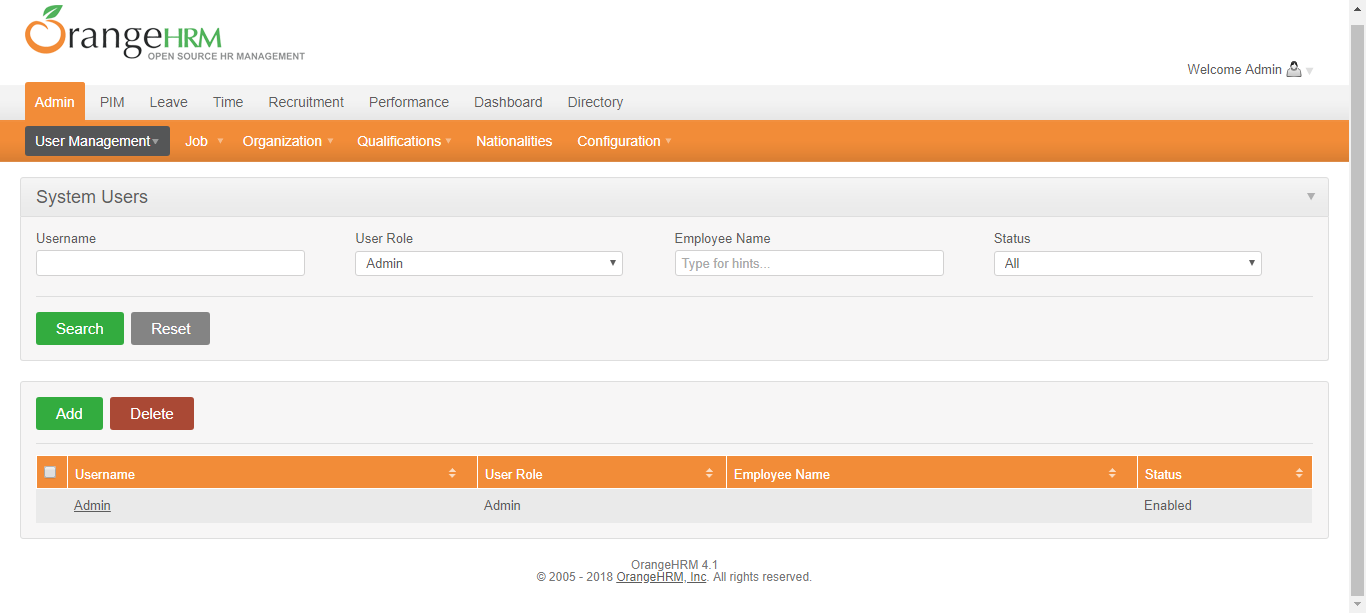 OrangeHRM
OPEN SOURCE HR MANAGEMENT
Welcome Admin
Admin PIM Leave Time Recruitment Performance Dashboard Directory
User Management Job Organization Qualifications Nationalities Configuration
System Users
Username User Role Employee Name Status
Admin Type for hints... All
Search Reset
Add Delete
Username User Role Employee Name Status
Admin Admin Enabled
OrangeHRM 4.1
© 2005 - 2018 OrangeHRM, Inc. All rights reserved.